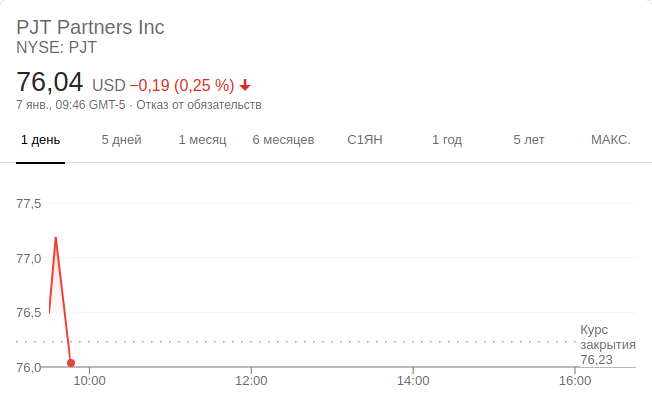 PJT Partners Inc
NYSE: PJT
76,04 USD −0,19 (0,25 %)
7 янв., 09:46 GMT-5 · Отказ от обязательств
1 день 5 дней 1 месяц 6 месяцев С1ЯН 1 год 5 лет МАКС.
77,5
77,0
76,5
Курс
закрытия
76,23
76,0
10:00 12:00 14:00 16:00